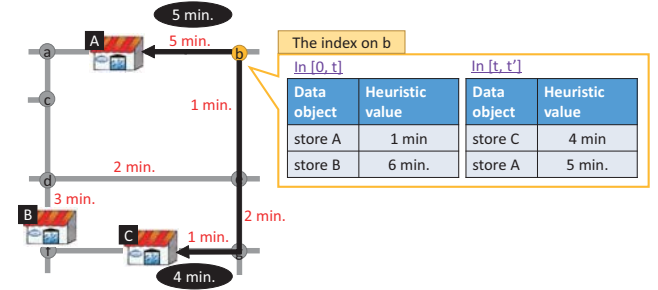 5 min.
A
5 min.
a
b
The index on b
In [0, t]
In [t, t’]
Data object
Heuristic value
Data object
Heuristic value
store A
1 min
store C
4 min
store B
6 min.
store A
5 min.
c
1 min.
2 min.
d
3 min.
B
2 min.
C
1 min.
f
4 min.